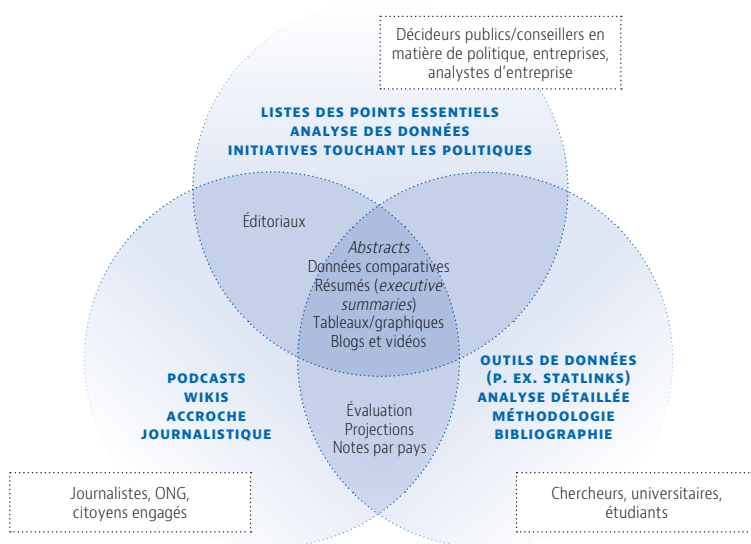 Décideurs publics/conseillers en
matière de politique, entreprises,
analystes d'entreprise
LISTES DES POINTS ESSENTIELS
ANALYSE DES DONNÉES
INITIATIVES TOUCHANT LES POLITIQUES
Éditoriaux
Abstracts
Données comparatives
Résumés (executive
summaries)
Tableaux/graphiques
Blogs et vidéos
PODCASTS
WIKIS
ACCROCHE
JOURNALISTIQUE
OUTILS DE DONNÉES
(P. EX. STATLINKS)
ANALYSE DÉTAILLÉE
MÉTHODOLOGIE
BIBLIOGRAPHIE
Évaluation
Projections
Notes par pays
Journalistes, ONG,
citoyens engagés
Chercheurs, universitaires,
étudiants